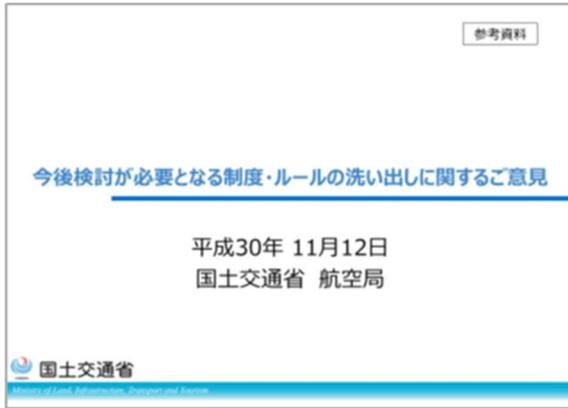 参考資料
今後検討が必要となる制度・ルールの洗い出しに関するご意見
平成30年 11月12日
国土交通省 航空局
国土交通省
Ministry of Land, Infrastructure, Transport and Tourism